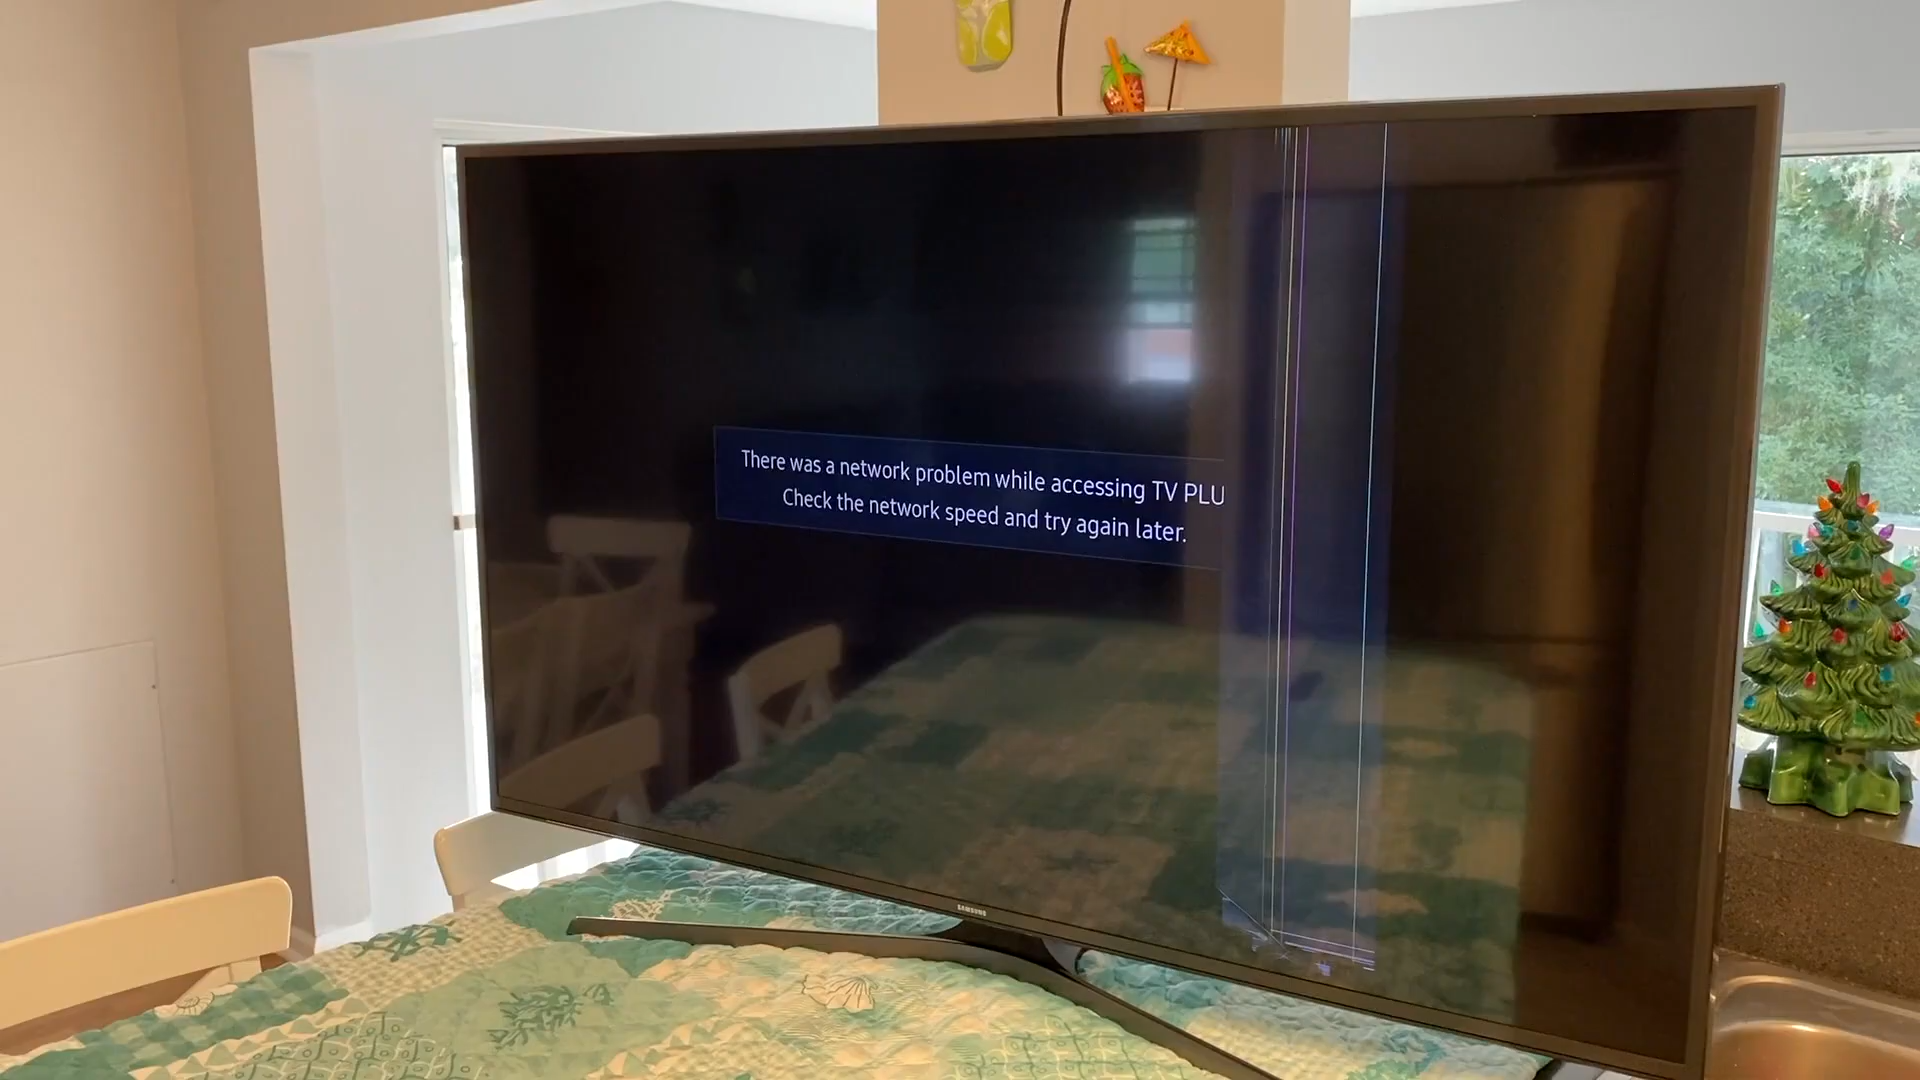 There was a network problem while accessing TV PLU
Check the network speed and try again later.
SAMSUNG